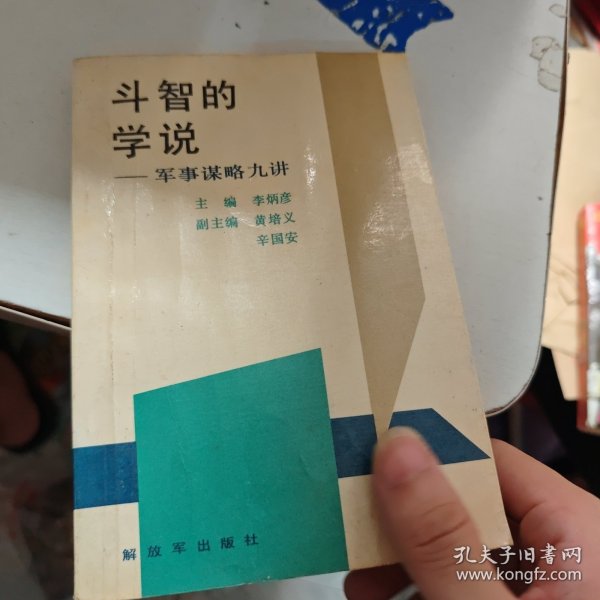 斗智的
学说
——军事谋略九讲
主 编 李炳彦
副主编 黄培义
辛国安
解放军出版社
孔夫子旧书网
www.kongfz.com